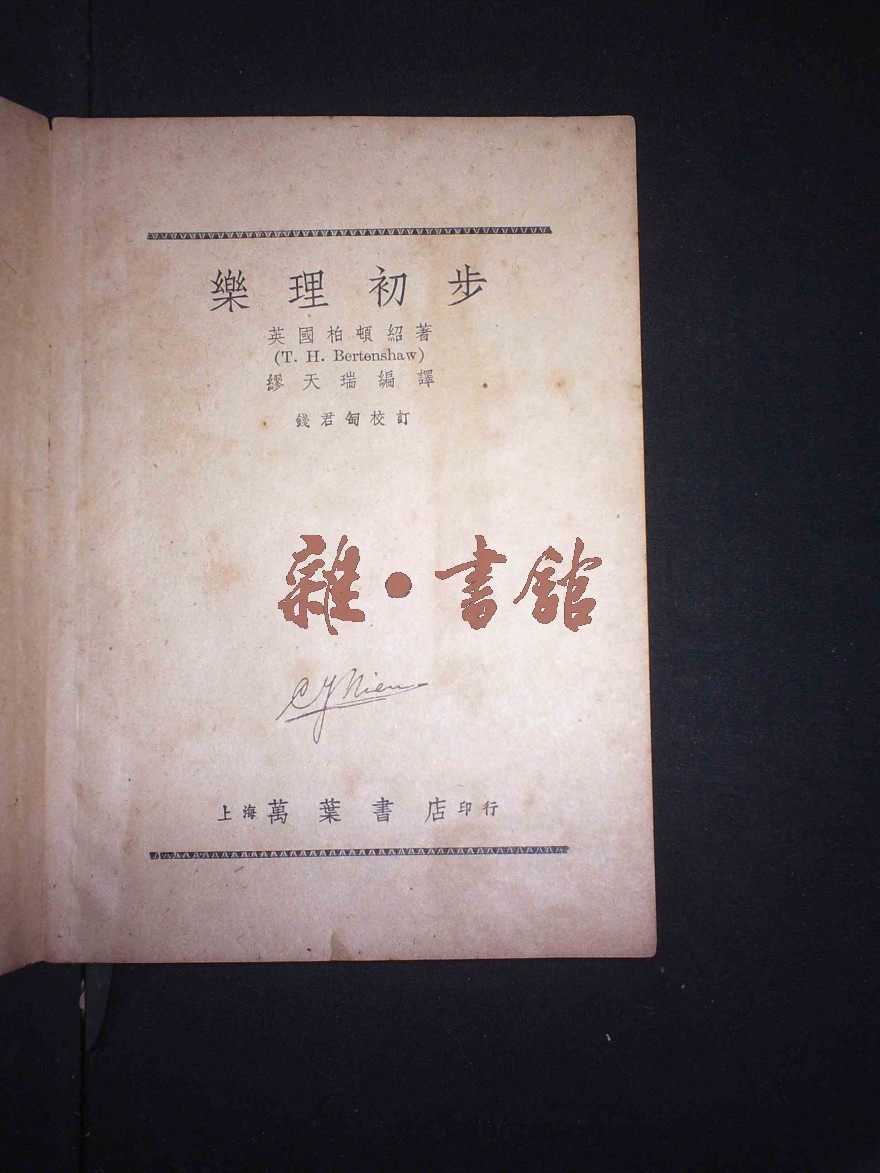 樂理初步
英國柏頓紹著
(T. H. Bertenshaw)
繆天瑞編譯
錢君匋校訂
雜•書館
上海萬葉書店印行